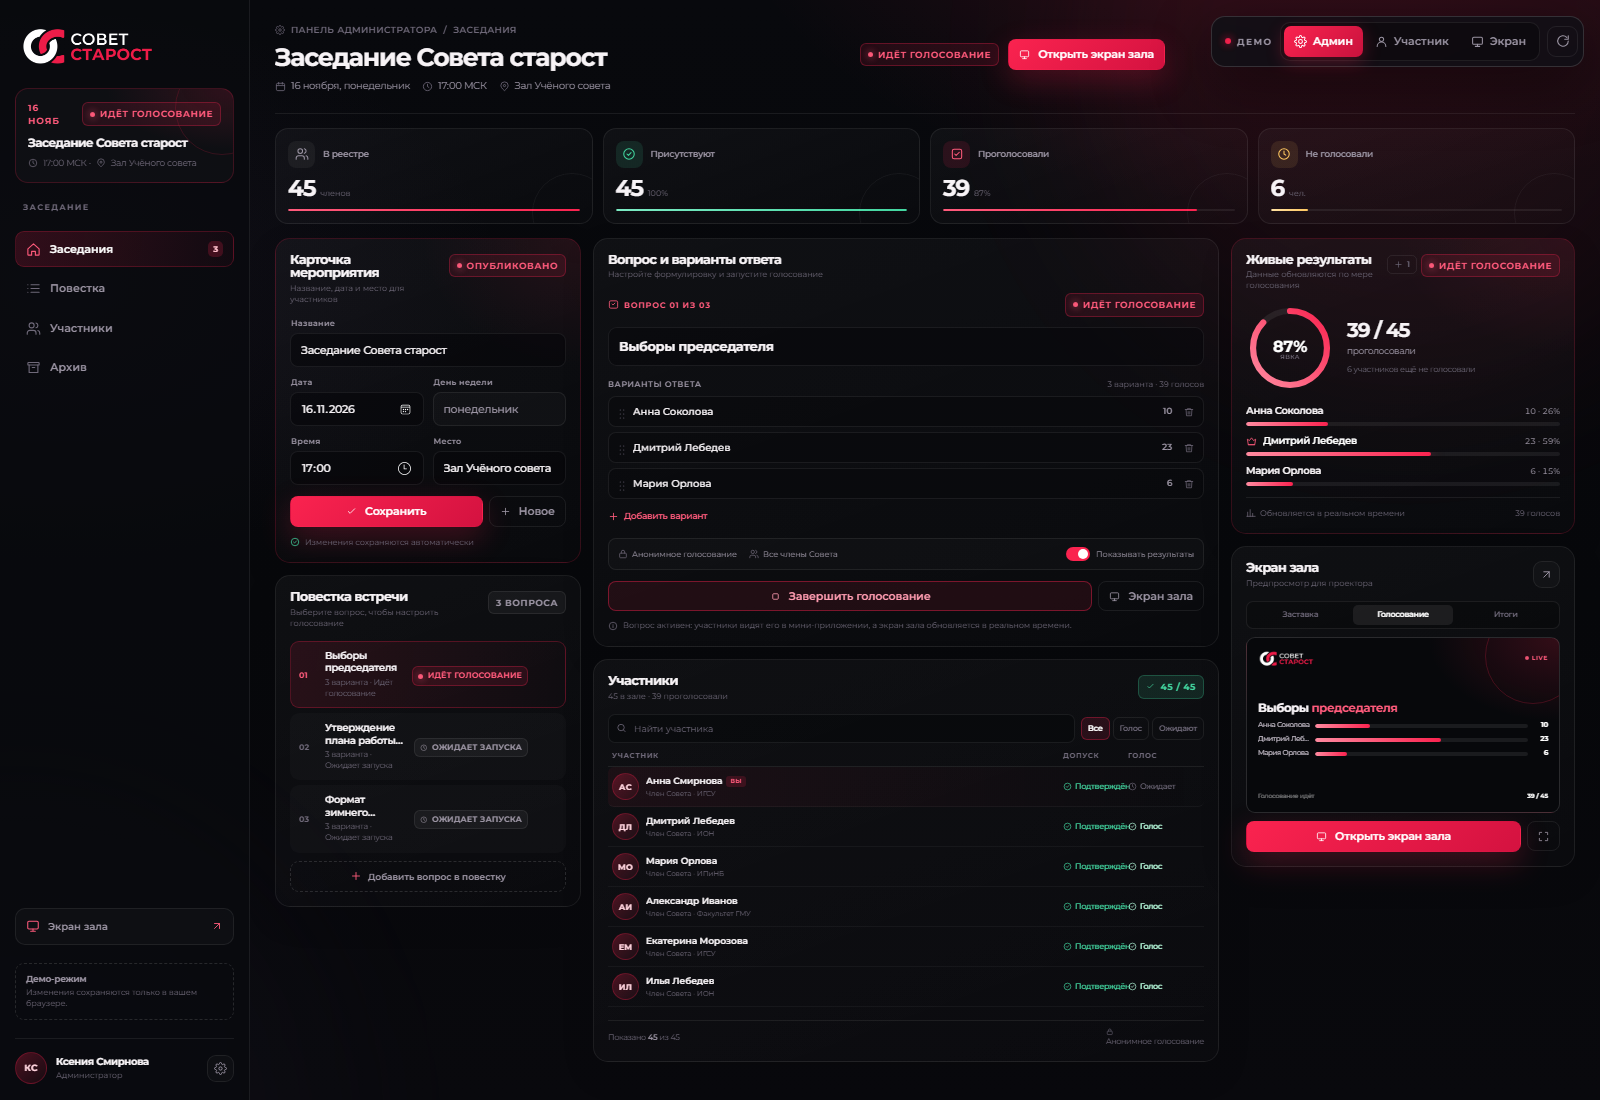 СОВЕТ
СТАРОСТ
16 НОЯБ
ИДЁТ ГОЛОСОВАНИЕ
Заседание Совета старост
17:00 МСК · Зал Учёного совета
ЗАСЕДАНИЕ
Заседания 3
Повестка
Участники
Архив
Экран зала
Демо-режим
Изменения сохраняются только в вашем
браузере.
КС
Ксения Смирнова
Администратор
ПАНЕЛЬ АДМИНИСТРАТОРА / ЗАСЕДАНИЯ
Заседание Совета старост
16 ноября, понедельник 17:00 МСК Зал Учёного совета
ИДЁТ ГОЛОСОВАНИЕ
Открыть экран зала
ДЕМО Админ Участник Экран
В реестре
45 членов
Присутствуют
45 100%
Проголосовали
39 87%
Не голосовали
6 чел.
Карточка
мероприятия
ОПУБЛИКОВАНО
Название, дата и место для
участников
Название
Заседание Совета старост
Дата День недели
16.11.2026 понедельник
Время Место
17:00 Зал Учёного совета
Сохранить Новое
Изменения сохраняются автоматически
Повестка встречи
3 ВОПРОСА
Выберите вопрос, чтобы настроить
голосование
01
Выборы
председателя
3 варианта · Идёт
голосование
ИДЁТ ГОЛОСОВАНИЕ
02
Утверждение
плана работы...
3 варианта ·
Ожидает запуска
ОЖИДАЕТ ЗАПУСКА
03
Формат
зимнего...
3 варианта ·
Ожидает запуска
ОЖИДАЕТ ЗАПУСКА
Добавить вопрос в повестку
Вопрос и варианты ответа
Настройте формулировку и запустите голосование
ВОПРОС 01 ИЗ 03
ИДЁТ ГОЛОСОВАНИЕ
Выборы председателя
ВАРИАНТЫ ОТВЕТА 3 варианта · 39 голосов
Анна Соколова 10
Дмитрий Лебедев 23
Мария Орлова 6
Добавить вариант
Анонимное голосование Все члены Совета Показывать результаты
Завершить голосование Экран зала
Вопрос активен: участники видят его в мини-приложении, а экран зала обновляется в реальном времени.
Участники
45 в зале · 39 проголосовали
45 / 45
Найти участника
Все Голос Ожидают
УЧАСТНИК ДОПУСК ГОЛОС
АС Анна Смирнова ВЫ
Член Совета · ИГСУ
Подтверждён Ожидает
ДЛ Дмитрий Лебедев
Член Совета · ИОН
Подтверждён Голос
МО Мария Орлова
Член Совета · ИПиНБ
Подтверждён Голос
АИ Александр Иванов
Член Совета · Факультет ГМУ
Подтверждён Голос
ЕМ Екатерина Морозова
Член Совета · ИГСУ
Подтверждён Голос
ИЛ Илья Лебедев
Член Совета · ИОН
Подтверждён Голос
Показано 45 из 45
Анонимное голосование
Живые результаты
+ 1
ИДЁТ ГОЛОСОВАНИЕ
Данные обновляются по мере
голосования
87%
ЯВКА
39 / 45
проголосовали
6 участников ещё не голосовали
Анна Соколова 10 · 26%
Дмитрий Лебедев 23 · 59%
Мария Орлова 6 · 15%
Обновляется в реальном времени 39 голосов
Экран зала
Предпросмотр для проектора
Заставка Голосование Итоги
СОВЕТ
СТАРОСТ
LIVE
Выборы председателя
Анна Соколова 10
Дмитрий Леб... 23
Мария Орлова 6
Голосование идёт 39 / 45
Открыть экран зала